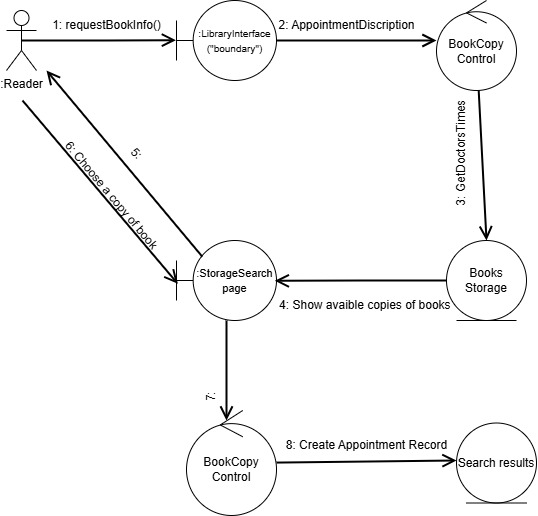 1: requestBookInfo()
2: AppointmentDiscription
:LibraryInterface
("boundary")
BookCopy
Control
:Reader
3: GetDoctorsTimes
5:
6: Choose a copy of book
:StorageSearch
page
Books
Storage
4: Show avaible copies of books
7:
BookCopy
Control
8: Create Appointment Record
Search results